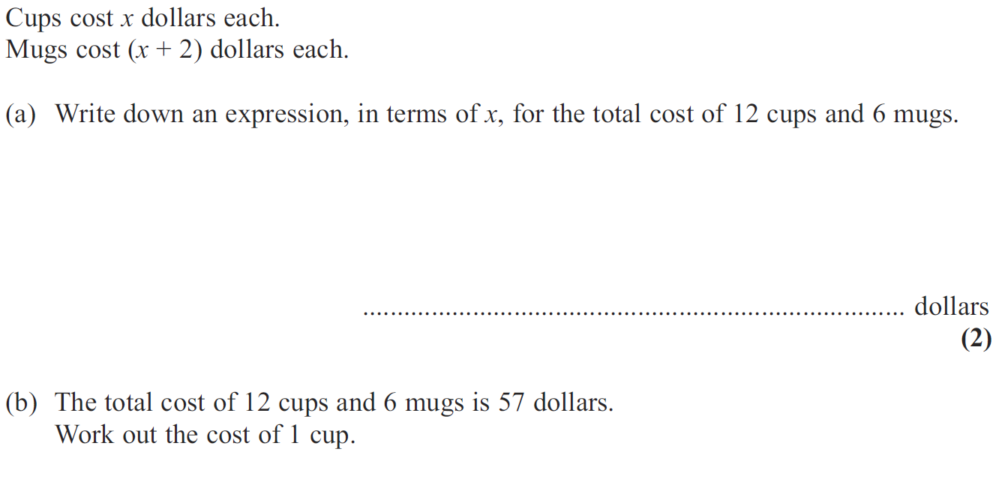 Cups cost x dollars each.
Mugs cost (x + 2) dollars each.
(a) Write down an expression, in terms of x, for the total cost of 12 cups and 6 mugs.
.............................................................................. dollars
(2)
(b) The total cost of 12 cups and 6 mugs is 57 dollars.
Work out the cost of 1 cup.